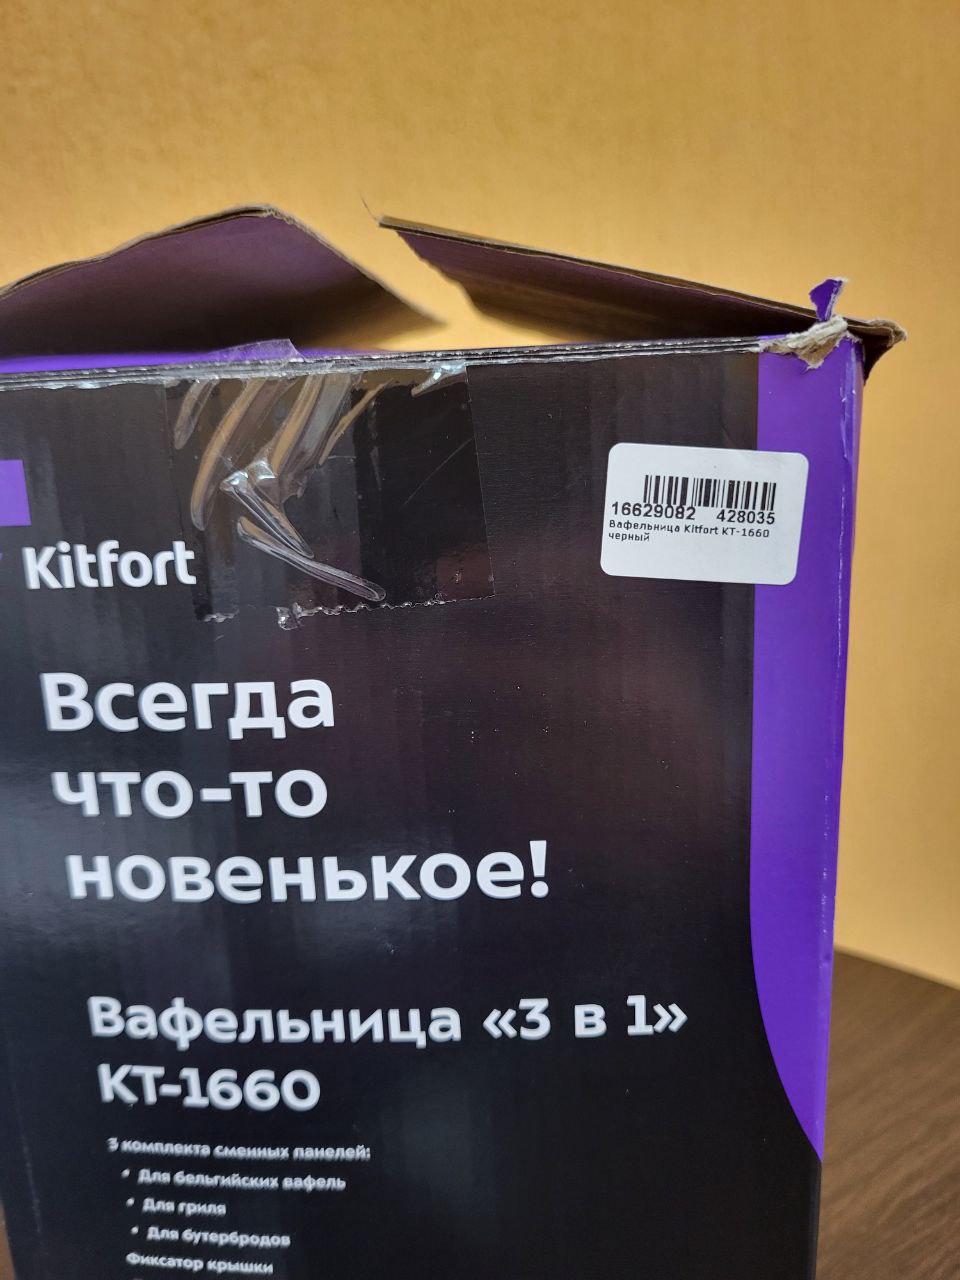 16629082 428035
Вафельница Kitfort KT-1660
черный
Kitfort
Всегда
что-то
новенькое!
Вафельница «3 в 1»
КТ-1660
3 комплекта сменных панелей:
• Для бельгийских вафель
• Для гриля
• Для бутербродов
Фиксатор крышки